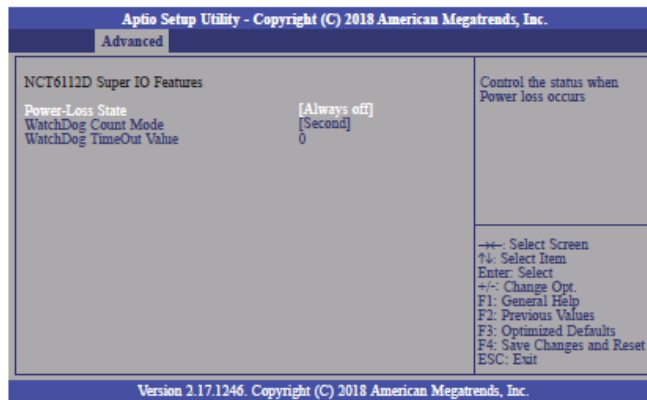 Aptio Setup Utility - Copyright (C) 2018 American Megatrends, Inc.
Advanced
NCT6112D Super IO Features
Power-Loss State [Always off]
WatchDog Count Mode [Second]
WatchDog TimeOut Value 0
Control the status when
Power loss occurs
→←: Select Screen
↑↓: Select Item
Enter: Select
+/-: Change Opt.
F1: General Help
F2: Previous Values
F3: Optimized Defaults
F4: Save Changes and Reset
ESC: Exit
Version 2.17.1246. Copyright (C) 2018 American Megatrends, Inc.